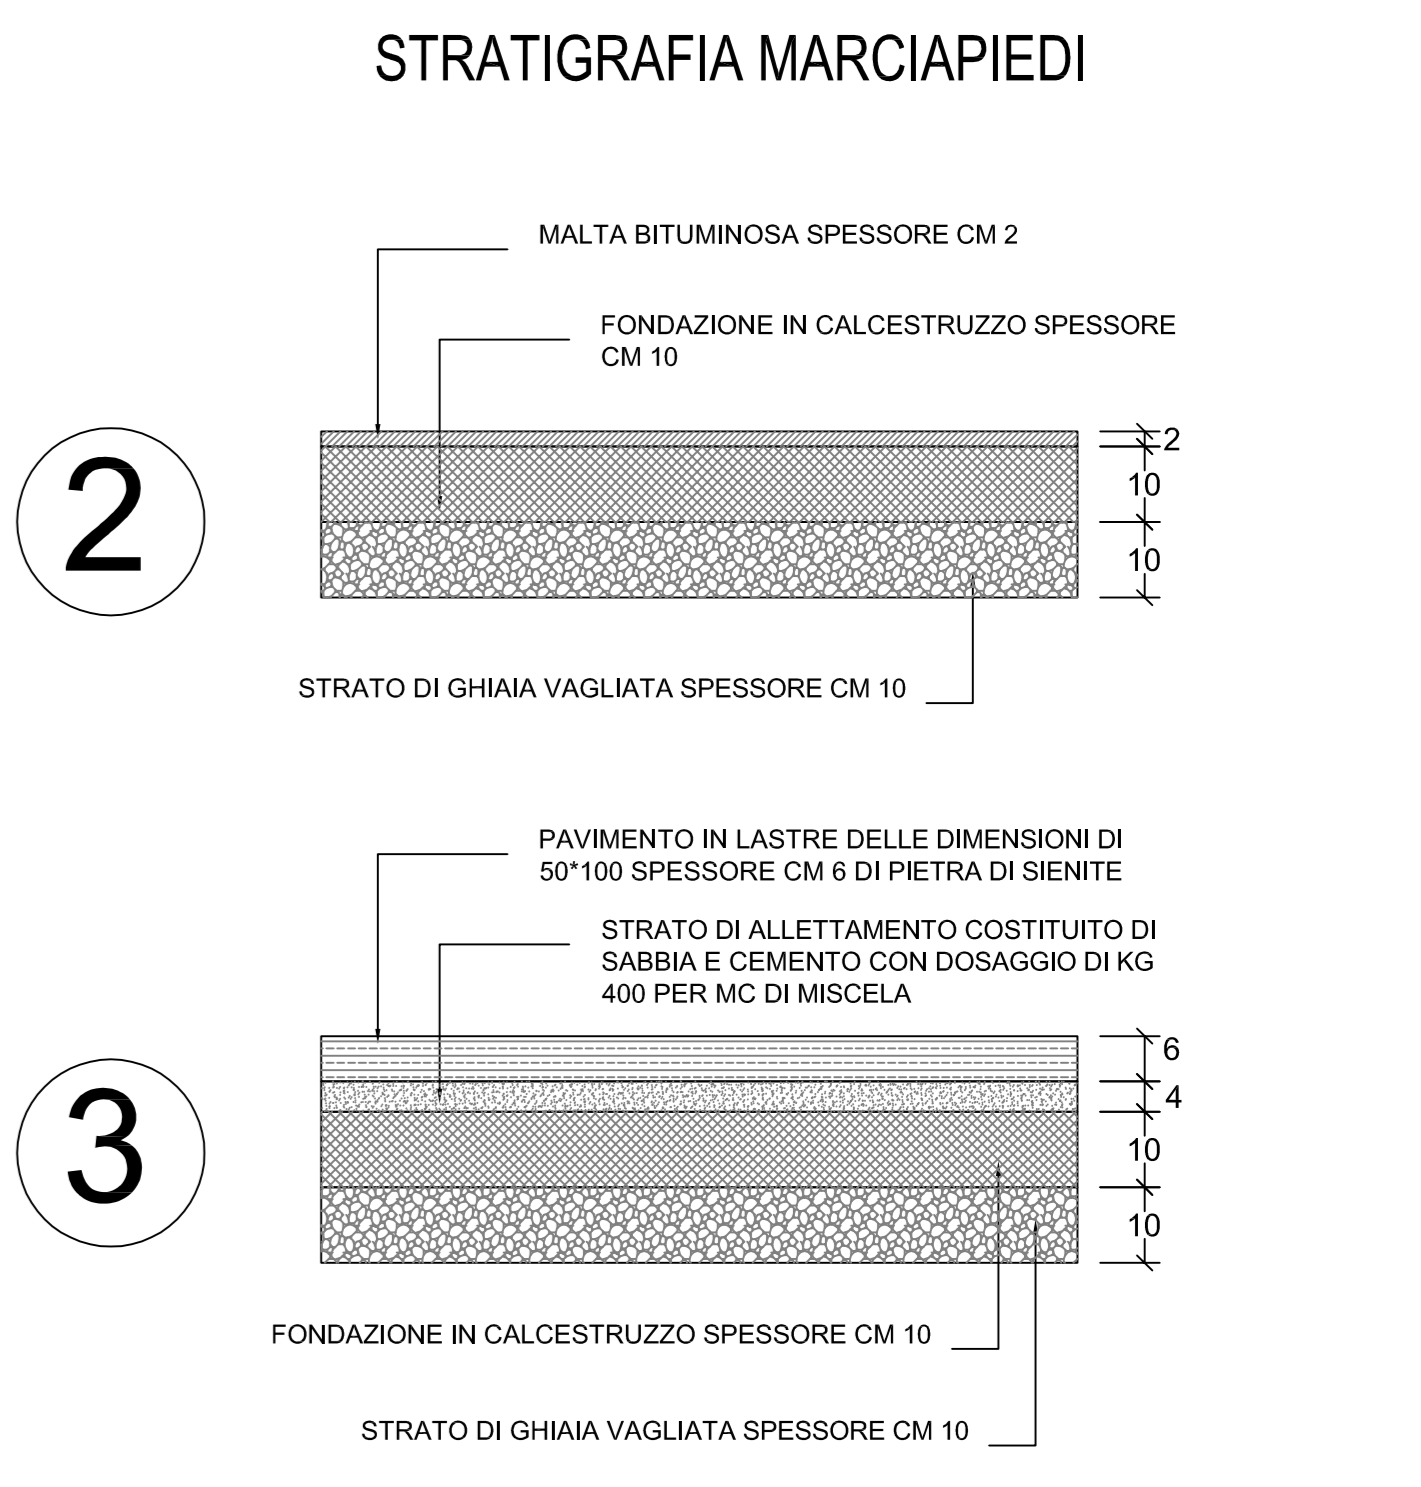 STRATIGRAFIA MARCIAPIEDI
MALTA BITUMINOSA SPESSORE CM 2
FONDAZIONE IN CALCESTRUZZO SPESSORE
CM 10
2
2
10
10
STRATO DI GHIAIA VAGLIATA SPESSORE CM 10
PAVIMENTO IN LASTRE DELLE DIMENSIONI DI
50*100 SPESSORE CM 6 DI PIETRA DI SIENITE
STRATO DI ALLETTAMENTO COSTITUITO DI
SABBIA E CEMENTO CON DOSAGGIO DI KG
400 PER MC DI MISCELA
3
6
4
10
10
FONDAZIONE IN CALCESTRUZZO SPESSORE CM 10
STRATO DI GHIAIA VAGLIATA SPESSORE CM 10